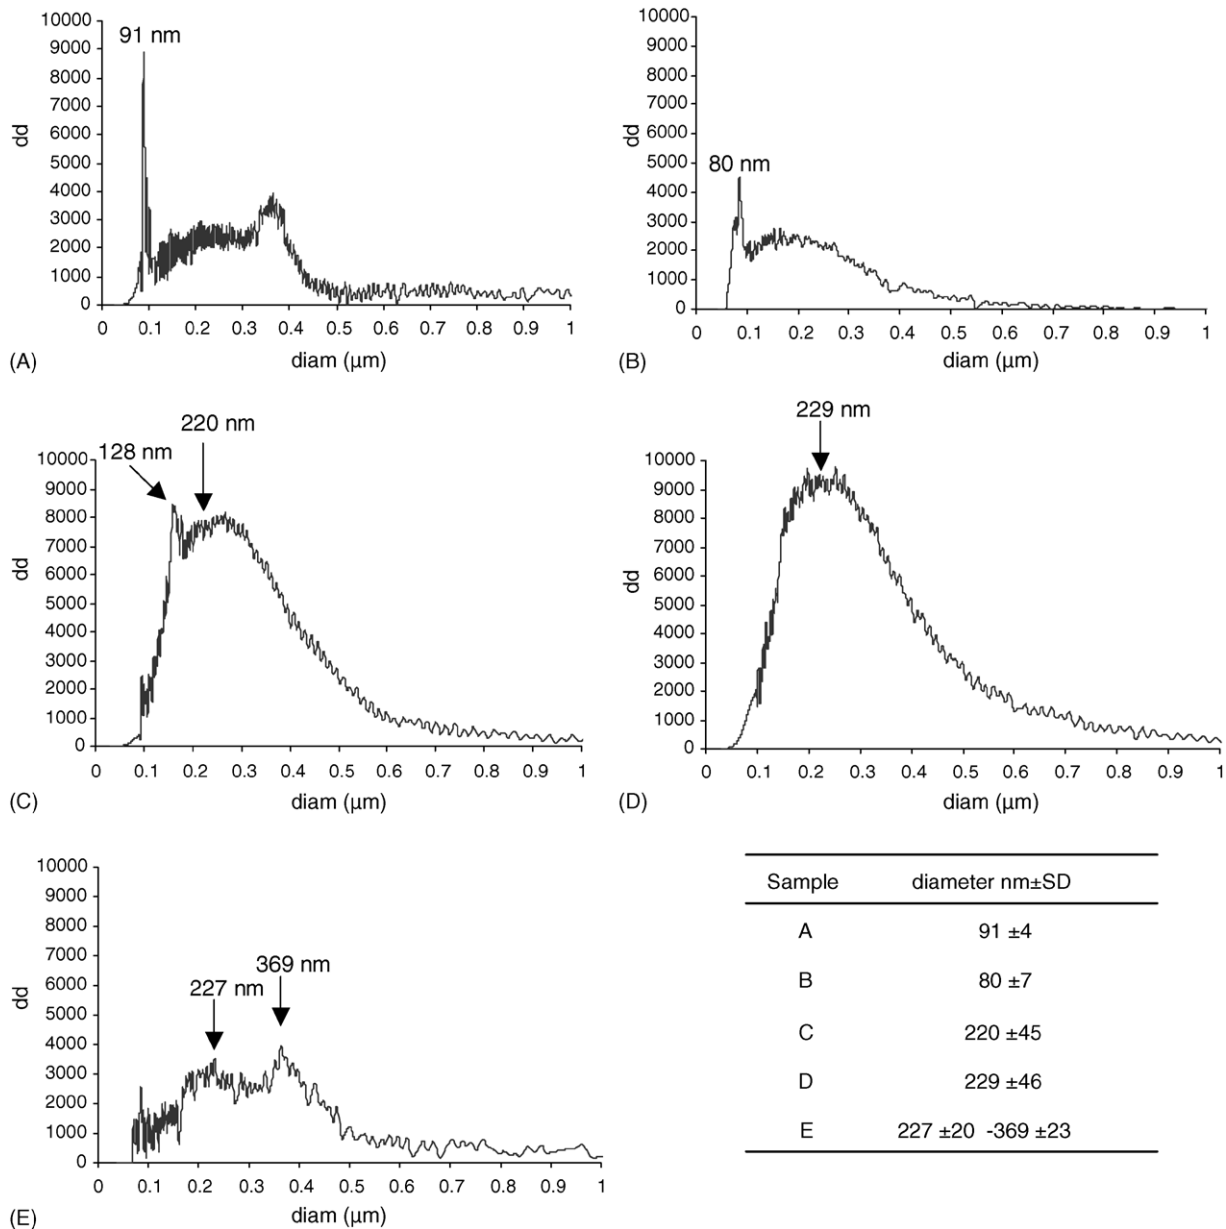 91 nm
10000
9000
8000
7000
6000
5000
4000
3000
2000
1000
0
dd
0 0.1 0.2 0.3 0.4 0.5 0.6 0.7 0.8 0.9 1
diam (µm)
(A)
80 nm
10000
9000
8000
7000
6000
5000
4000
3000
2000
1000
0
dd
0 0.1 0.2 0.3 0.4 0.5 0.6 0.7 0.8 0.9 1
diam (µm)
(B)
220 nm
128 nm
10000
9000
8000
7000
6000
5000
4000
3000
2000
1000
0
dd
0 0.1 0.2 0.3 0.4 0.5 0.6 0.7 0.8 0.9 1
diam (µm)
(C)
229 nm
10000
9000
8000
7000
6000
5000
4000
3000
2000
1000
0
dd
0 0.1 0.2 0.3 0.4 0.5 0.6 0.7 0.8 0.9 1
diam (µm)
(D)
369 nm
227 nm
10000
9000
8000
7000
6000
5000
4000
3000
2000
1000
0
dd
0 0.1 0.2 0.3 0.4 0.5 0.6 0.7 0.8 0.9 1
diam (µm)
(E)
Sample diameter nm±SD
A 91 ±4
B 80 ±7
C 220 ±45
D 229 ±46
E 227 ±20 -369 ±23